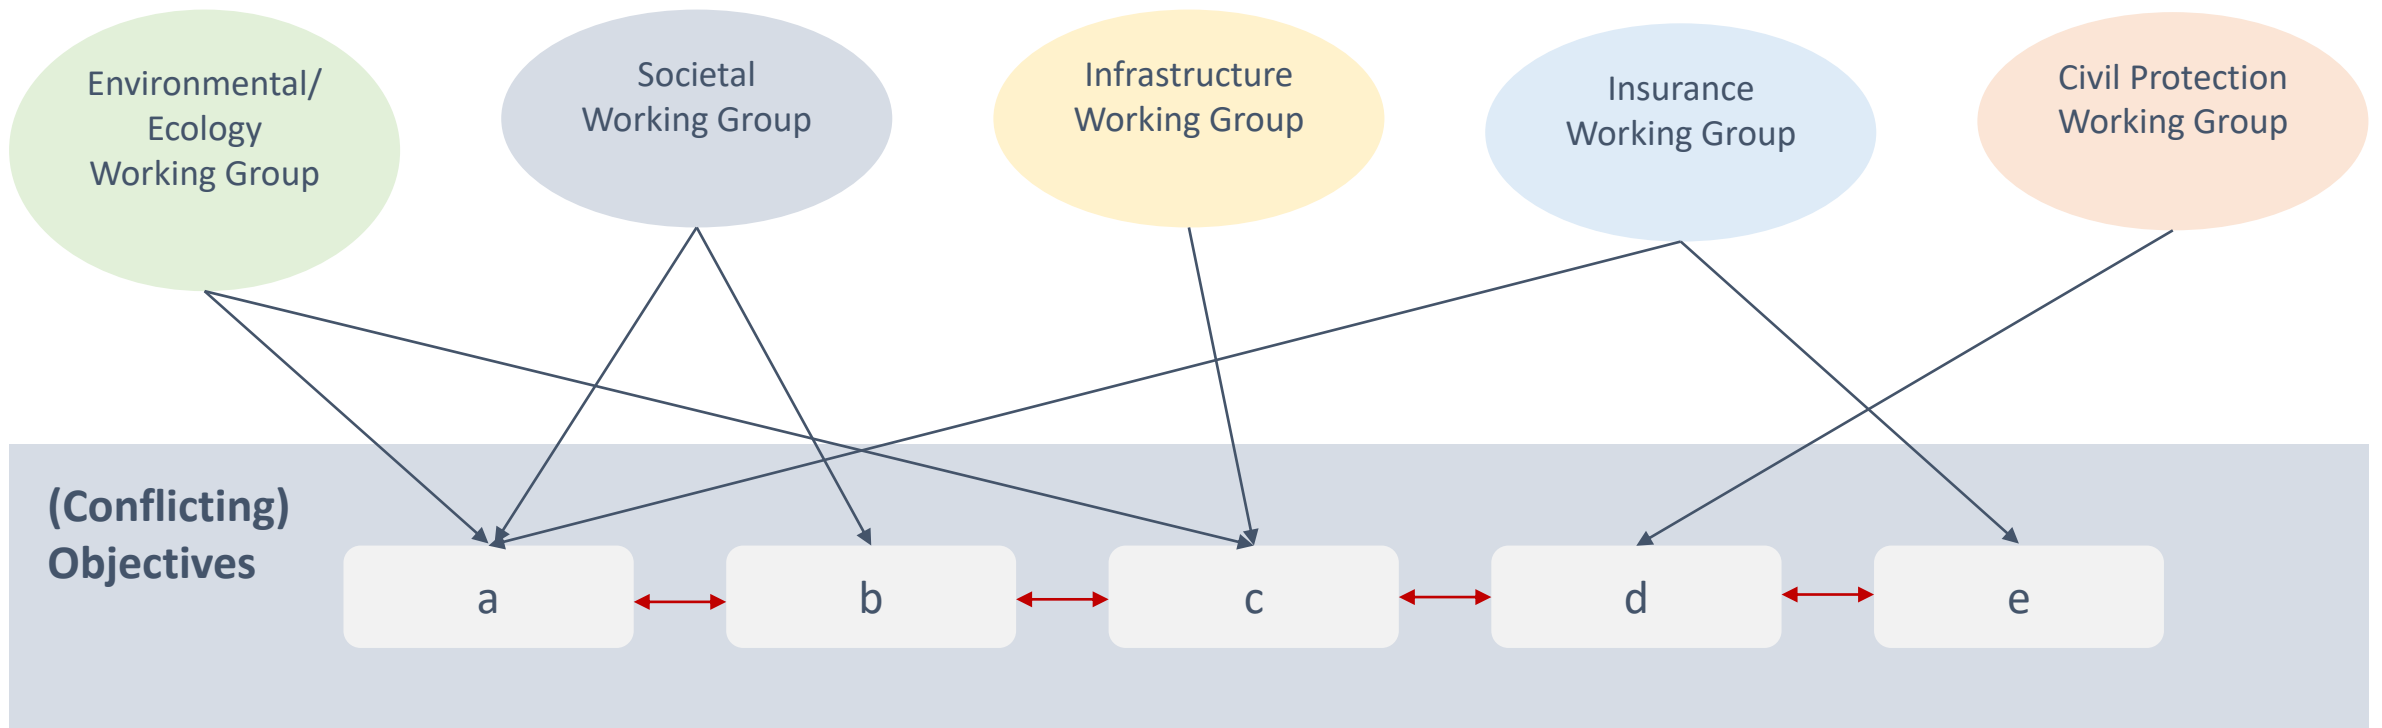 Environmental/
Ecology
Working Group
Societal
Working Group
Infrastructure
Working Group
Insurance
Working Group
Civil Protection
Working Group
(Conflicting)
Objectives
a
b
c
d
e